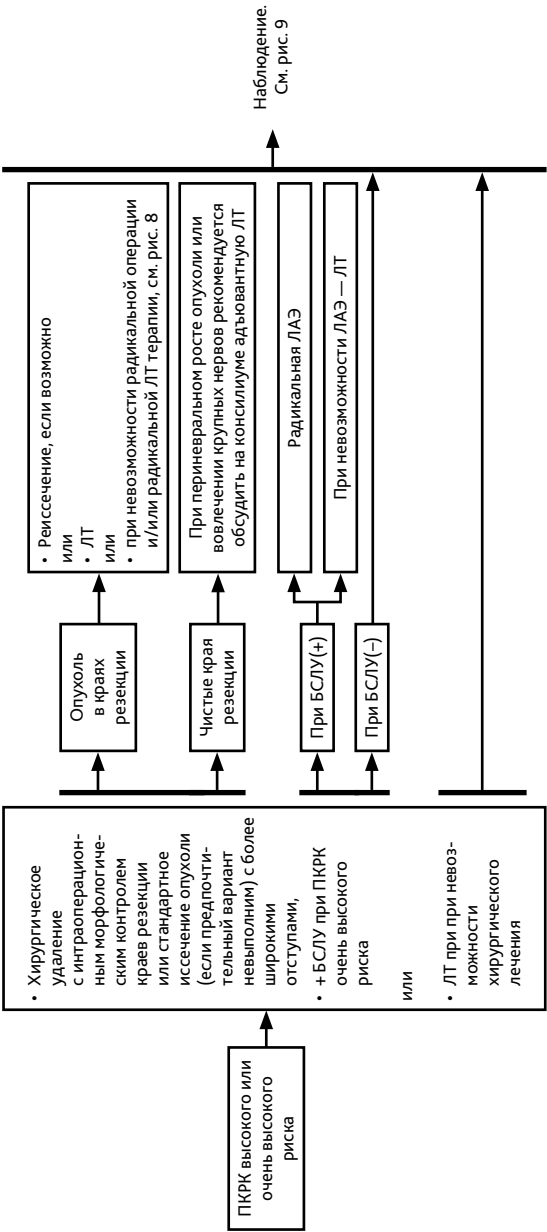 ПКРК высокого или
очень высокого
риска
• Хирургическое
удаление
с интраоперацион-
ным морфологиче-
ским контролем
краев резекции
или стандартное
иссечение опухоли
(если предпочти-
тельный вариант
невыполним) с более
широкими
отступами,
• + БСЛУ при ПКРК
очень высокого
риска
или
• ЛТ при при невоз-
можности
хирургического
лечения
Опухоль
в краях
резекции
Чистые края
резекции
При БСЛУ(+)
При БСЛУ(–)
• Реиссечение, если возможно
или
• ЛТ
или
• при невозможности радикальной операции
и/или радикальной ЛТ терапии, см. рис. 8
При периневральном росте опухоли или
вовлечении крупных нервов рекомендуется
обсудить на консилиуме адъювантную ЛТ
Радикальная ЛАЭ
При невозможности ЛАЭ — ЛТ
Наблюдение.
См. рис. 9